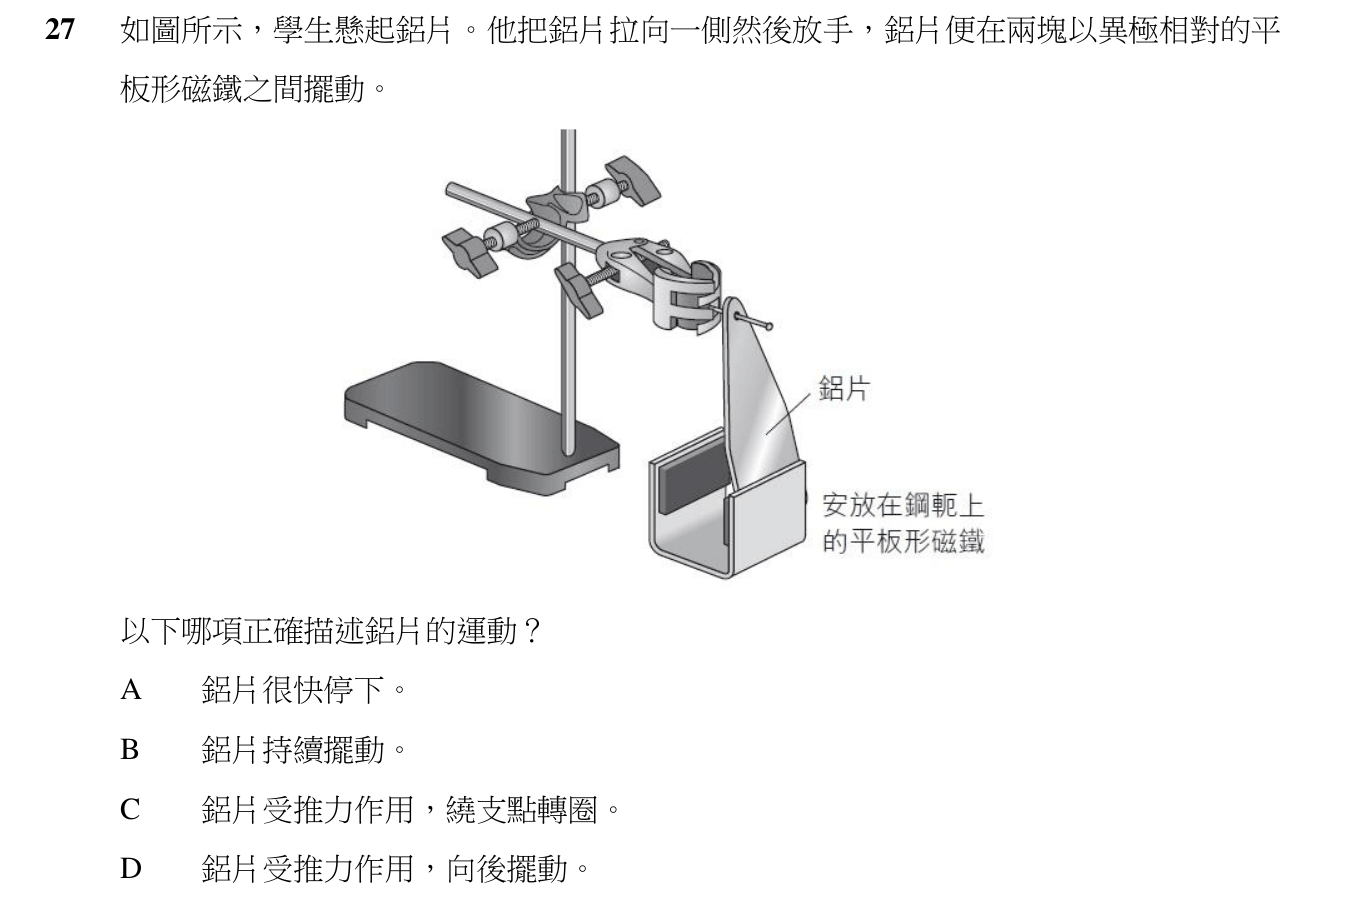 27 如圖所示，學生懸起鋁片。他把鋁片拉向一側然後放手，鋁片便在兩塊以異極相對的平
板形磁鐵之間擺動。
鋁片
安放在鋼軛上
的平板形磁鐵
以下哪項正確描述鋁片的運動？
A 鋁片很快停下。
B 鋁片持續擺動。
C 鋁片受推力作用，繞支點轉圈。
D 鋁片受推力作用，向後擺動。